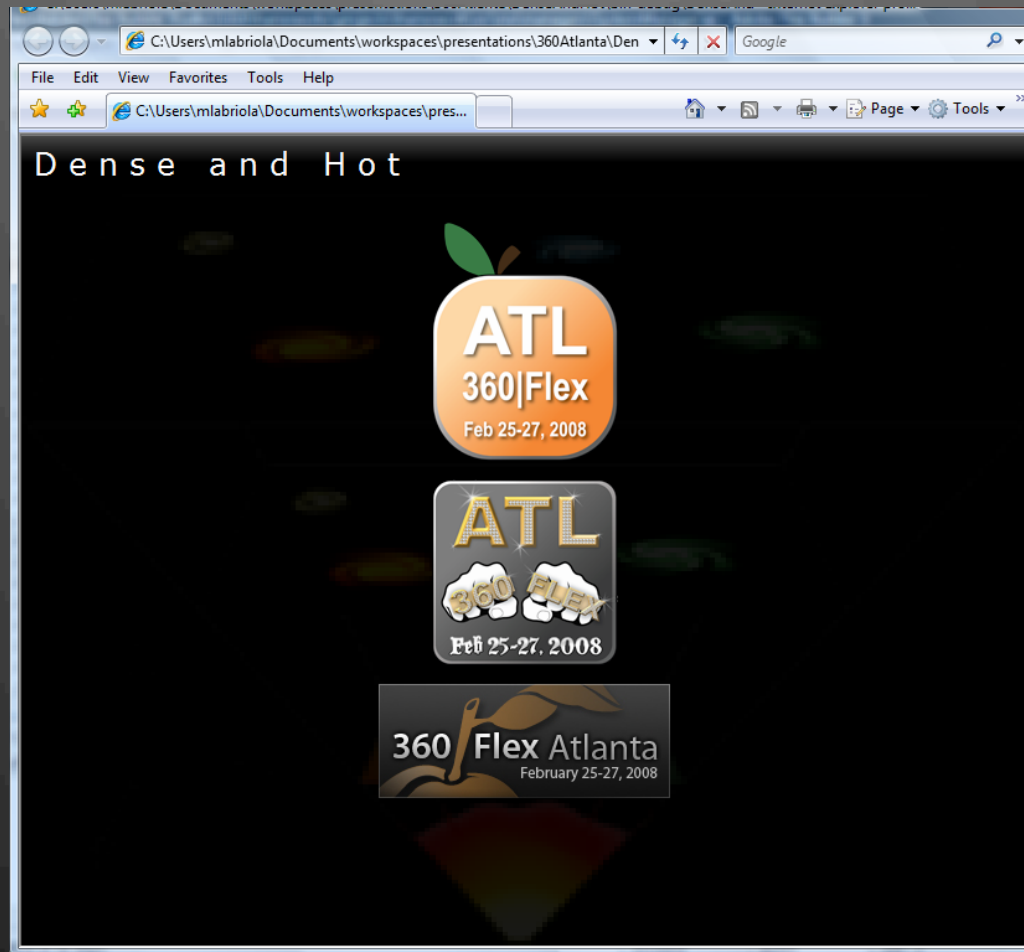 C:\Users\mlabriola\Documents\workspaces\presentations\360Atlanta\Den
Google
File Edit View Favorites Tools Help
C:\Users\mlabriola\Documents\workspaces\pres...
Page Tools
Dense and Hot
ATL
360|Flex
Feb 25-27, 2008
ATL
360 FLEX
Feb 25-27, 2008
360 Flex Atlanta
February 25-27, 2008